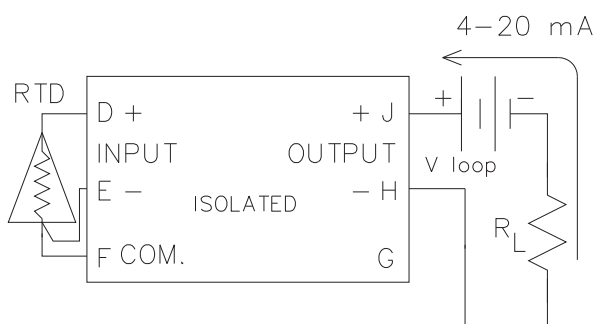 4-20 mA
RTD
D + + J + -
INPUT OUTPUT
V loop
E - - H
ISOLATED
R L
F COM. G